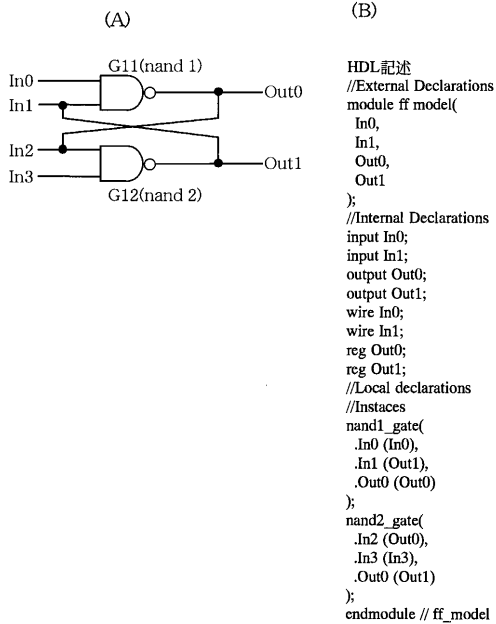 (A)
G11(nand 1)
In0
In1
Out0
In2
In3
Out1
G12(nand 2)
(B)
HDL記述
//External Declarations
module ff model(
In0,
In1,
Out0,
Out1
);
//Internal Declarations
input In0;
input In1;
output Out0;
output Out1;
wire In0;
wire In1;
reg Out0;
reg Out1;
//Local declarations
//Instaces
nand1_gate(
.In0 (In0),
.In1 (Out1),
.Out0 (Out0)
);
nand2_gate(
.In2 (Out0),
.In3 (In3),
.Out0 (Out1)
);
endmodule // ff_model